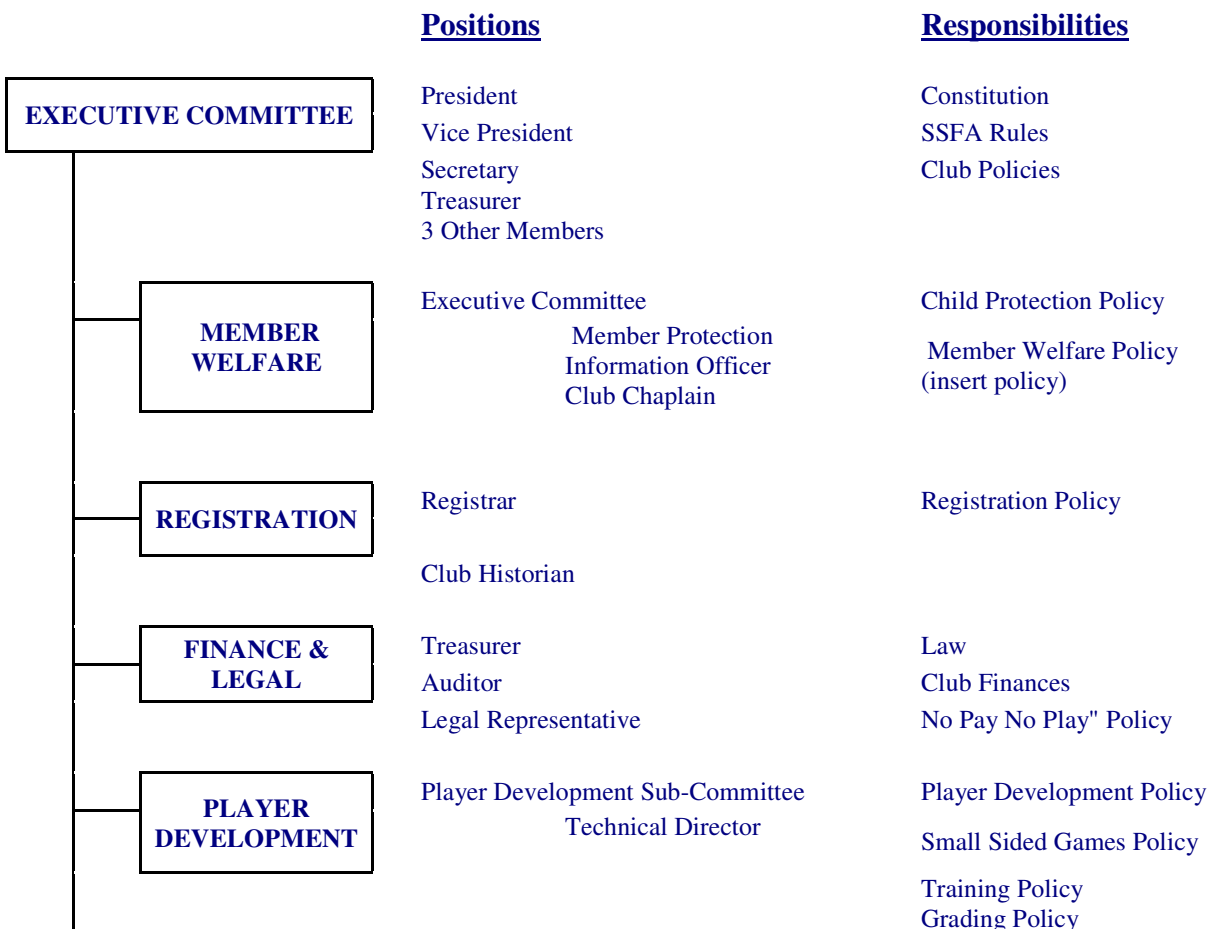 Positions Responsibilities
EXECUTIVE COMMITTEE President Constitution
Vice President SSFA Rules
Secretary Club Policies
Treasurer
3 Other Members
MEMBER WELFARE Executive Committee Child Protection Policy
Member Protection Member Welfare Policy
Information Officer (insert policy)
Club Chaplain
REGISTRATION Registrar Registration Policy
Club Historian
FINANCE & Treasurer Law
LEGAL Auditor Club Finances
Legal Representative No Pay No Play" Policy
PLAYER Player Development Sub-Committee Player Development Policy
DEVELOPMENT Technical Director Small Sided Games Policy
Training Policy
Grading Policy